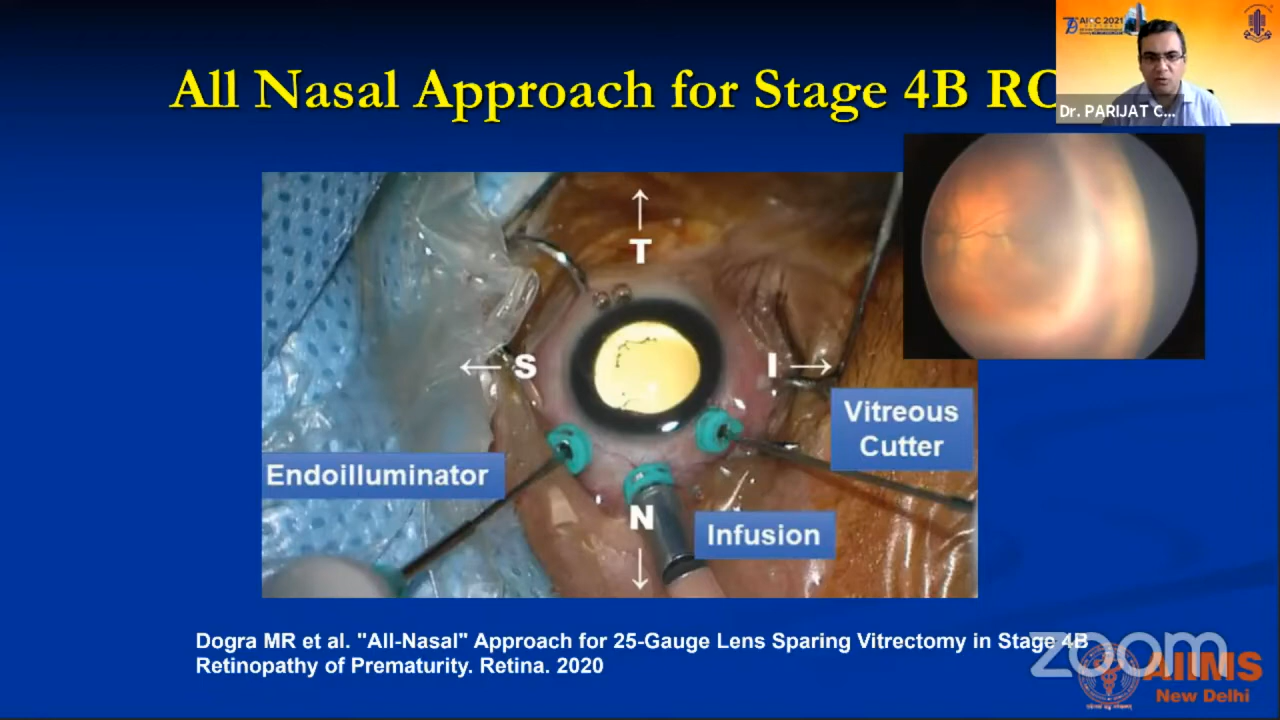 All Nasal Approach for Stage 4B RO
AIOC 2021
Dr. PARIJAT C...
T
S
I
Vitreous
Cutter
Endoilluminator
N
Infusion
Dogra MR et al. "All-Nasal" Approach for 25-Gauge Lens Sparing Vitrectomy in Stage 4B
Retinopathy of Prematurity. Retina. 2020
zoom
AIIMS
New Delhi